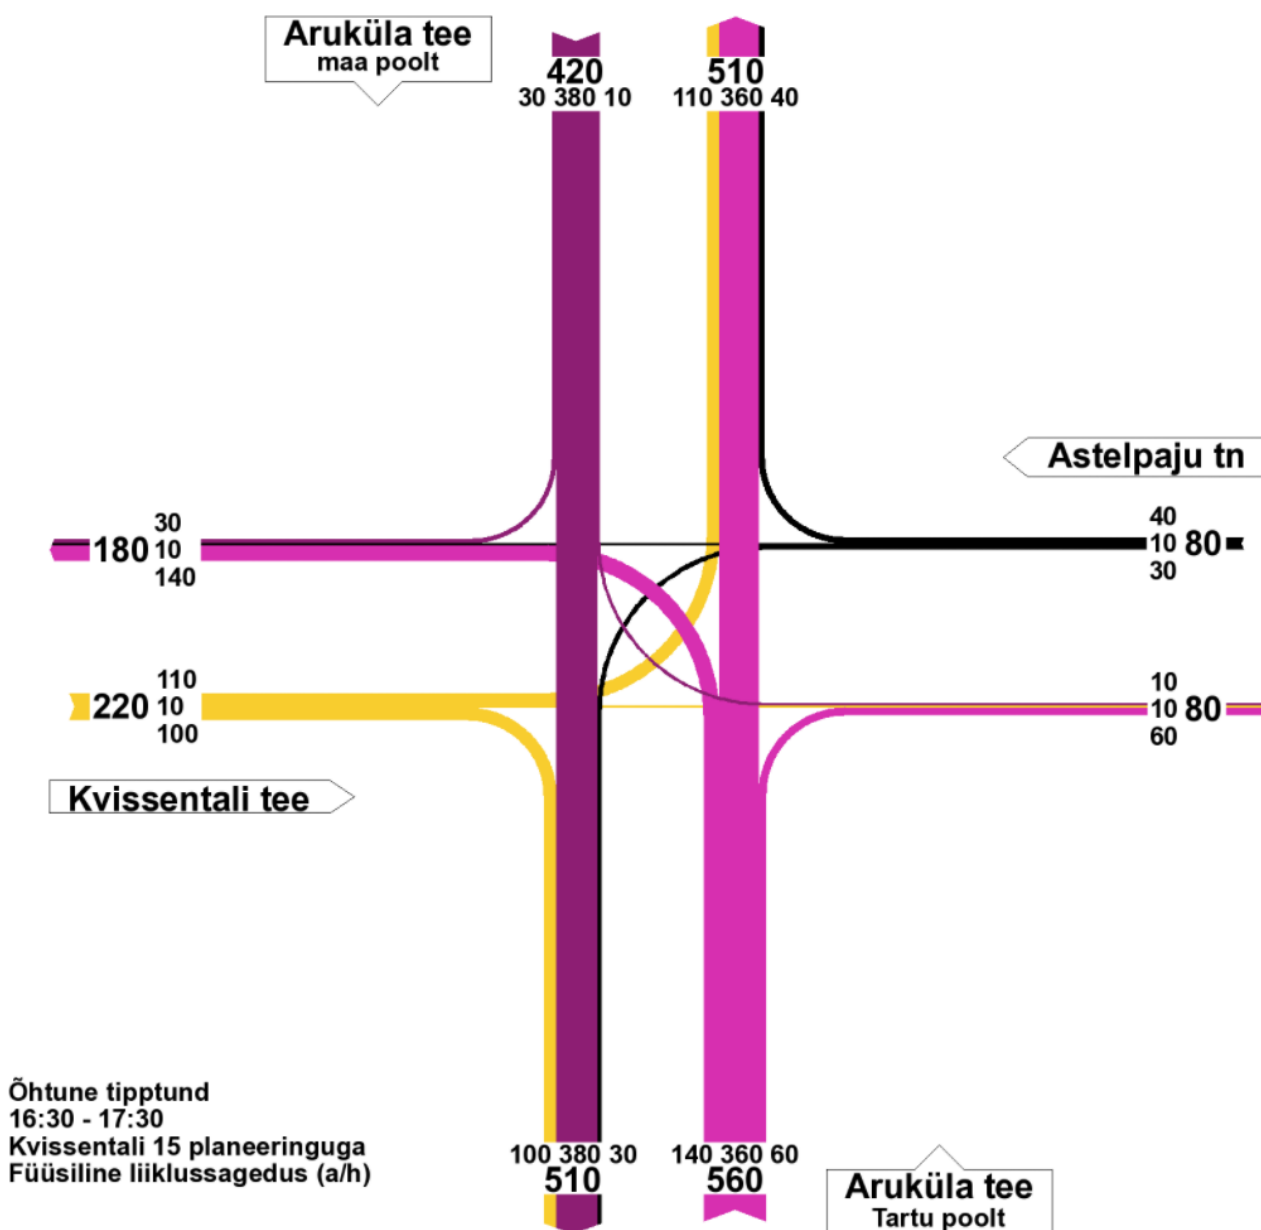 Aruküla tee
maa poolt
420
30 380 10
510
110 360 40
Astelpaju tn
30
180 10
140
40
10 80
30
110
220 10
100
10
10 80
60
Kvissentali tee
Õhtune tipptund
16:30 - 17:30
Kvissentali 15 planeeringuga
Füüsiline liiklussagedus (a/h)
100 380 30
510
140 360 60
560
Aruküla tee
Tartu poolt